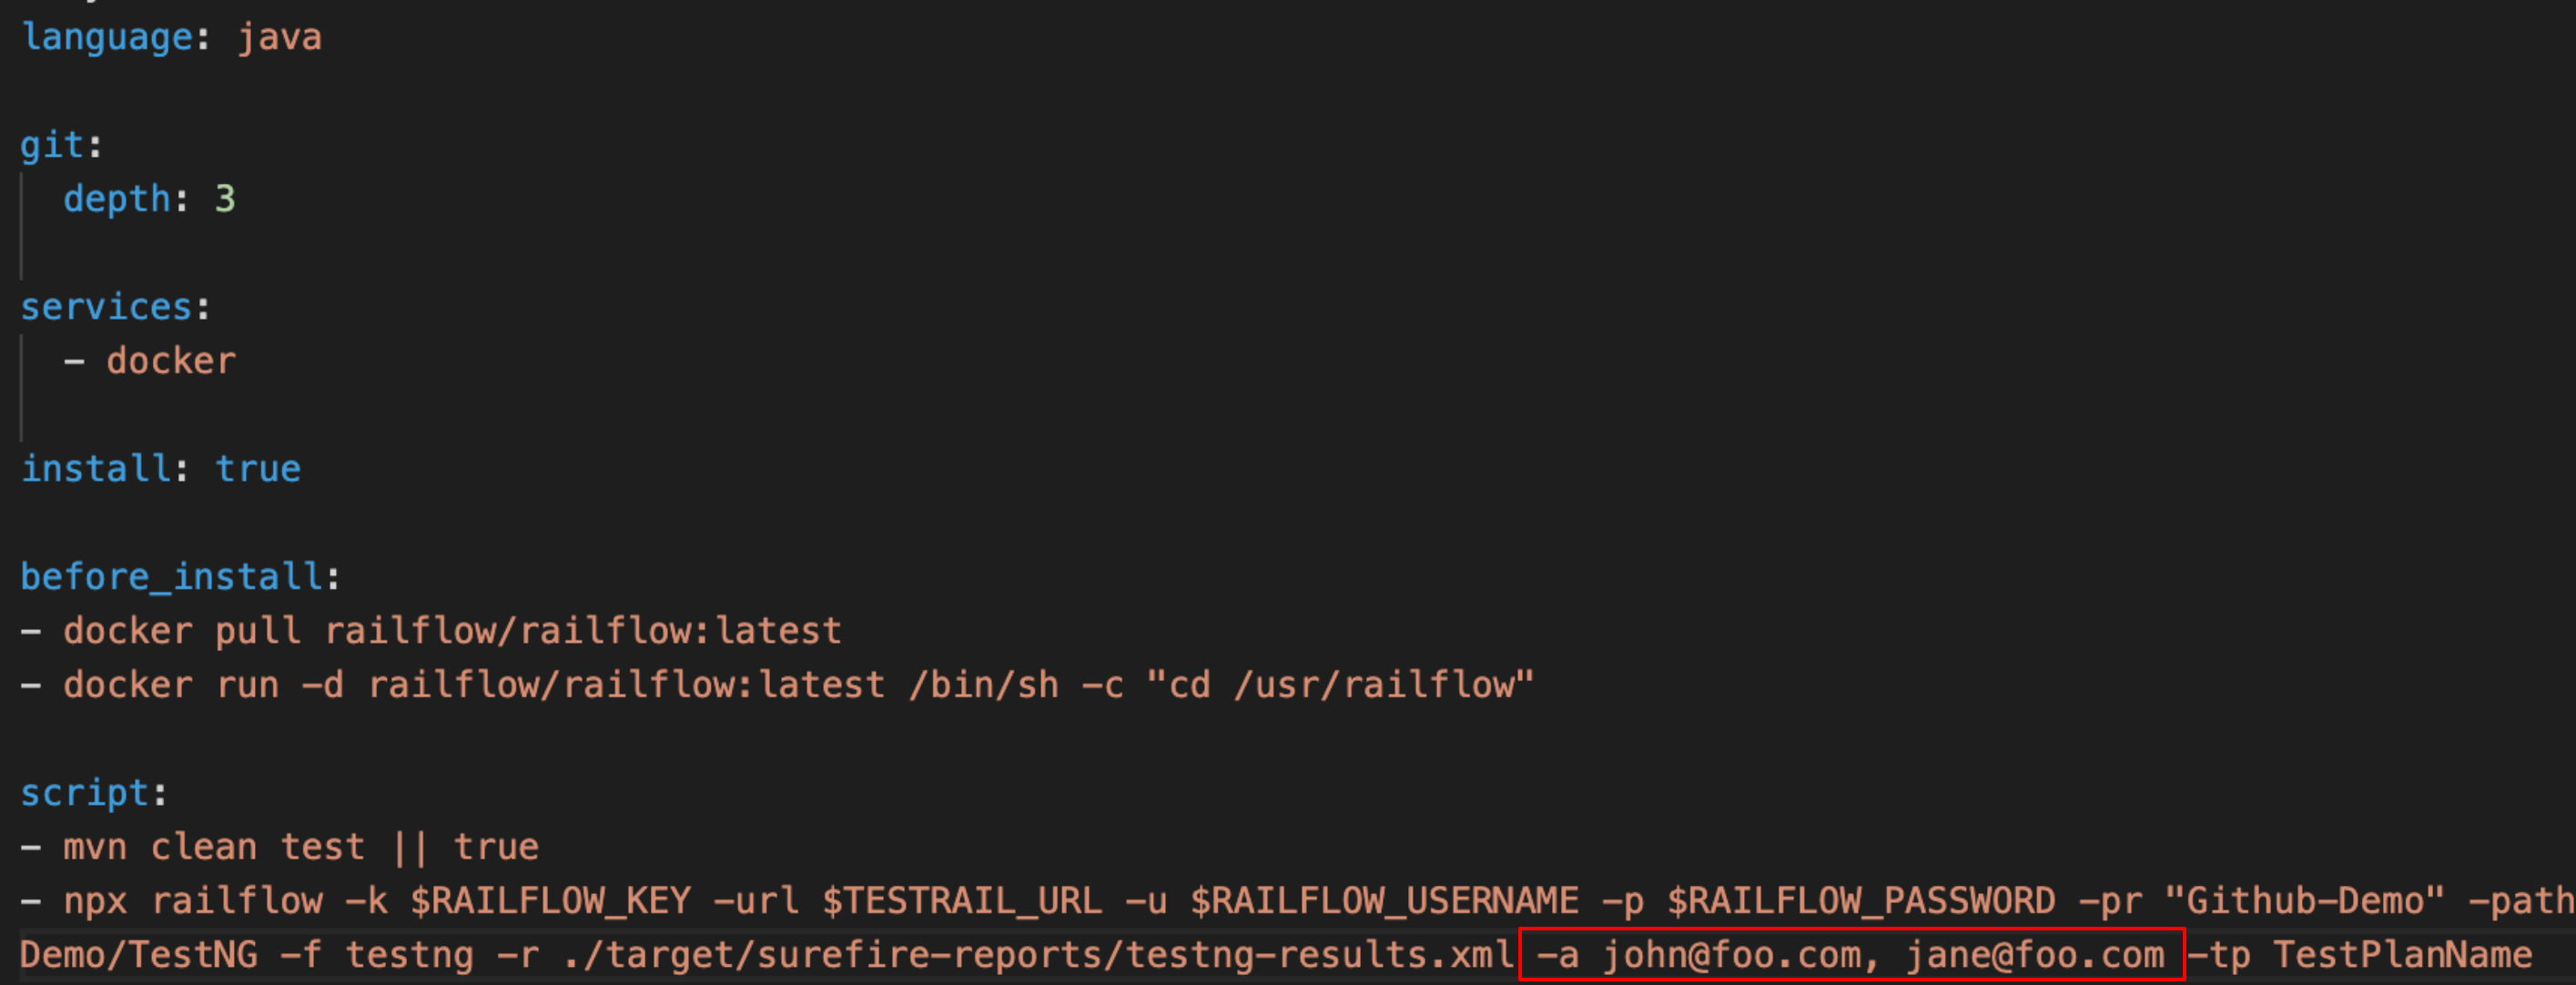 language: java
git:
depth: 3
services:
- docker
install: true
before_install:
- docker pull railflow/railflow:latest
- docker run -d railflow/railflow:latest /bin/sh -c "cd /usr/railflow"
script:
- mvn clean test || true
- npx railflow -k $RAILFLOW_KEY -url $TESTRAIL_URL -u $RAILFLOW_USERNAME -p $RAILFLOW_PASSWORD -pr "Github-Demo" -path
Demo/TestNG -f testng -r ./target/surefire-reports/testng-results.xml -a john@foo.com, jane@foo.com -tp TestPlanName